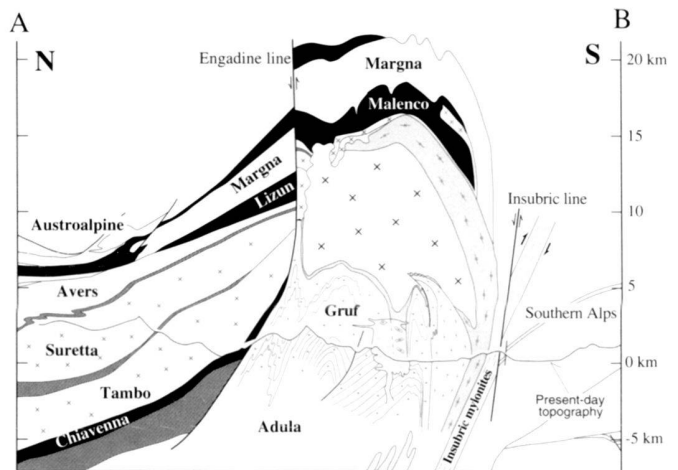 A
B
N
S
Engadine line
20 km
Margna
Malenco
15
Margna
Lizun
Insubric line
10
Austroalpine
Avers
5
Southern Alps
Gruf
Suretta
0 km
Tambo
Present-day
topography
Chiavenna
Adula
Insubric mylonites
-5 km